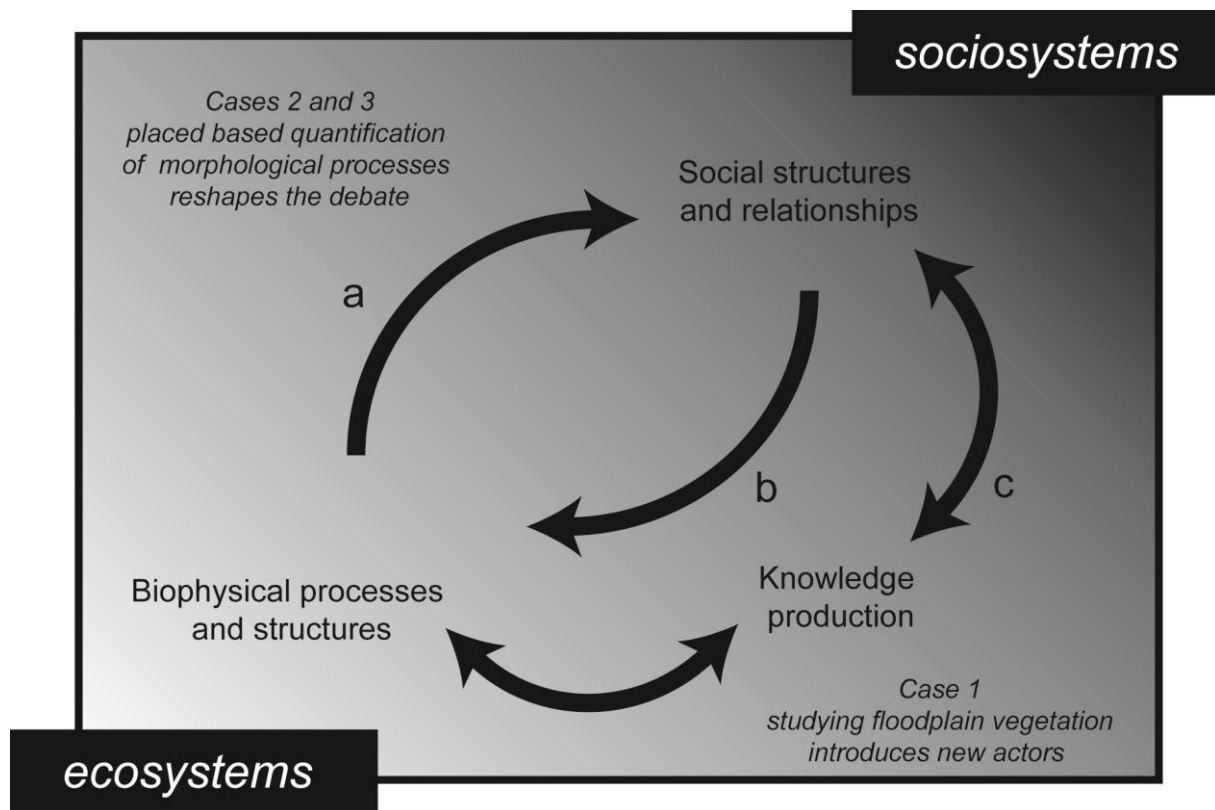 sociosystems
Cases 2 and 3
placed based quantification
of morphological processes
reshapes the debate
Social structures
and relationships
a
b
c
Biophysical processes
and structures
Knowledge
production
Case 1
studying floodplain vegetation
introduces new actors
ecosystems